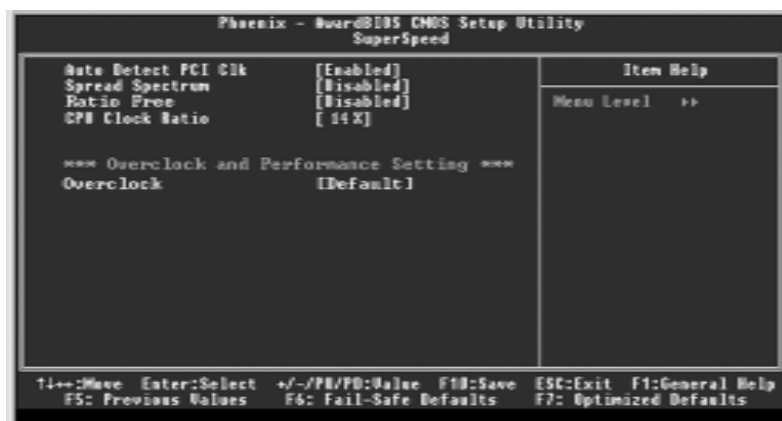 Phoenix - AwardBIOS CMOS Setup Utility
SuperSpeed
Auto Detect PCI Clk [Enabled]
Spread Spectrum [Disabled]
Ratio Free [Disabled]
CPU Clock Ratio [ 14 X]
*** Overclock and Performance Setting ***
Overclock [Default]
Item Help
Menu Level ▸▸
↑↓←→:Move Enter:Select +/-/PU/PD:Value F10:Save ESC:Exit F1:General Help
F5: Previous Values F6: Fail-Safe Defaults F7: Optimized Defaults